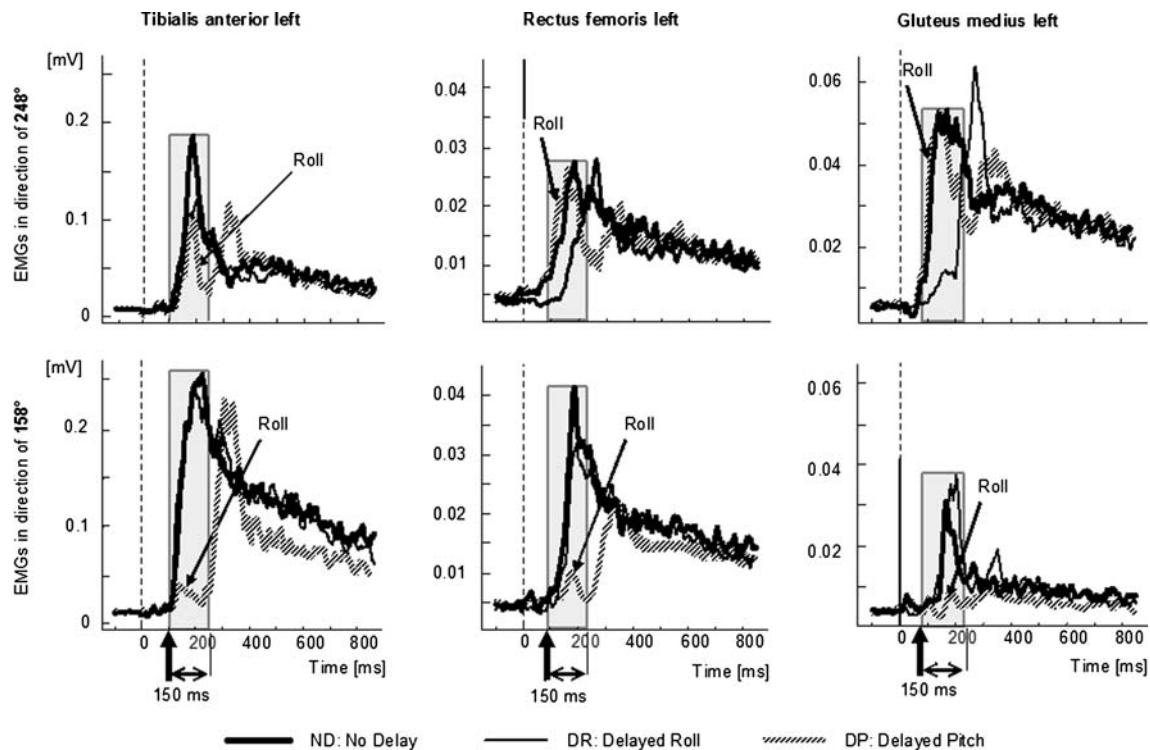 Tibialis anterior left
Rectus femoris left
Gluteus medius left
EMGs in direction of 248°
[mV]
0.2
0.1
0
Roll
0.04
0.03
0.02
0.01
Roll
0.06
0.04
0.02
Roll
EMGs in direction of 158°
[mV]
0.2
0.1
0
Roll
0 200 400 600 800
Time [ms]
150 ms
0.04
0.03
0.02
0.01
Roll
0 200 400 600 800
Time [ms]
150 ms
0.06
0.04
0.02
Roll
0 200 400 600 800
Time [ms]
150 ms
ND: No Delay
DR: Delayed Roll
DP: Delayed Pitch